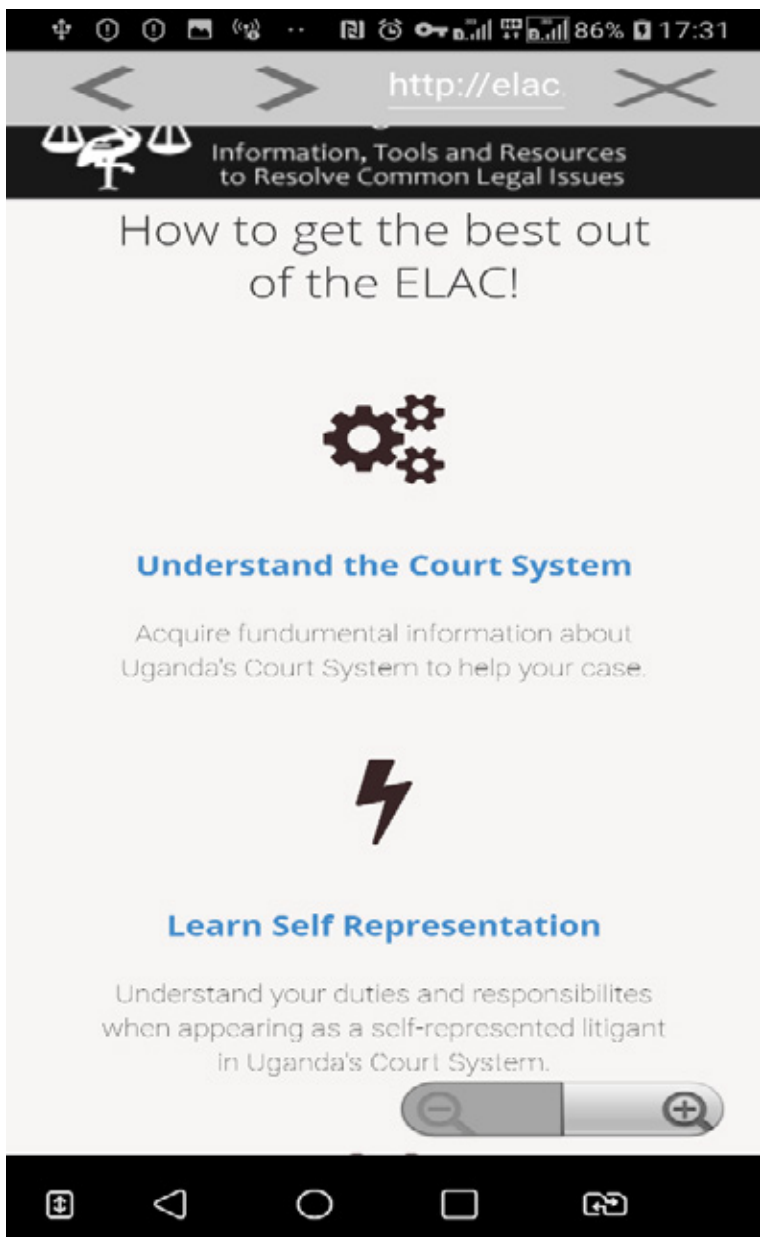 86% 17:31
http://elac.
Information, Tools and Resources
to Resolve Common Legal Issues
How to get the best out
of the ELAC!
Understand the Court System
Acquire fundumental information about
Uganda's Court System to help your case.
Learn Self Representation
Understand your duties and responsibilites
when appearing as a self-represented litigant
in Uganda's Court System.